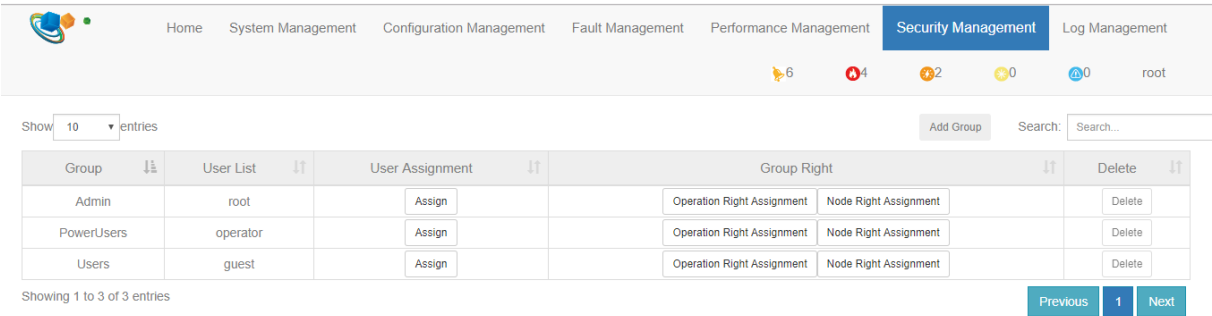 Home System Management Configuration Management Fault Management Performance Management Security Management Log Management
6 4 2 0 0 root
Show 10 entries Add Group Search: Search...
Group User List User Assignment Group Right Delete
Admin root Assign Operation Right Assignment Node Right Assignment Delete
PowerUsers operator Assign Operation Right Assignment Node Right Assignment Delete
Users guest Assign Operation Right Assignment Node Right Assignment Delete
Showing 1 to 3 of 3 entries Previous 1 Next